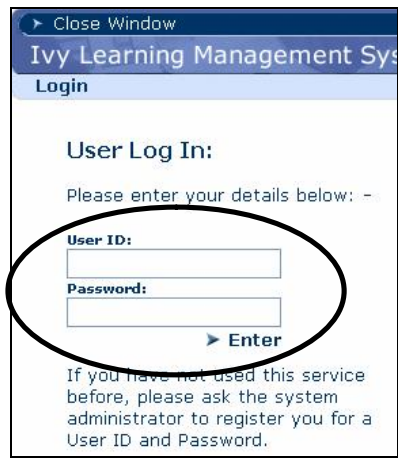 Close Window
Ivy Learning Management Sys
Login
User Log In:
Please enter your details below: -
User ID:
Password:
Enter
If you have not used this service
before, please ask the system
administrator to register you for a
User ID and Password.